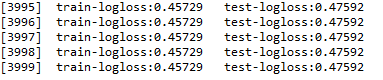 [3995]	train-logloss:0.45729	test-logloss:0.47592
[3996]	train-logloss:0.45729	test-logloss:0.47592
[3997]	train-logloss:0.45729	test-logloss:0.47592
[3998]	train-logloss:0.45729	test-logloss:0.47592
[3999]	train-logloss:0.45729	test-logloss:0.47592